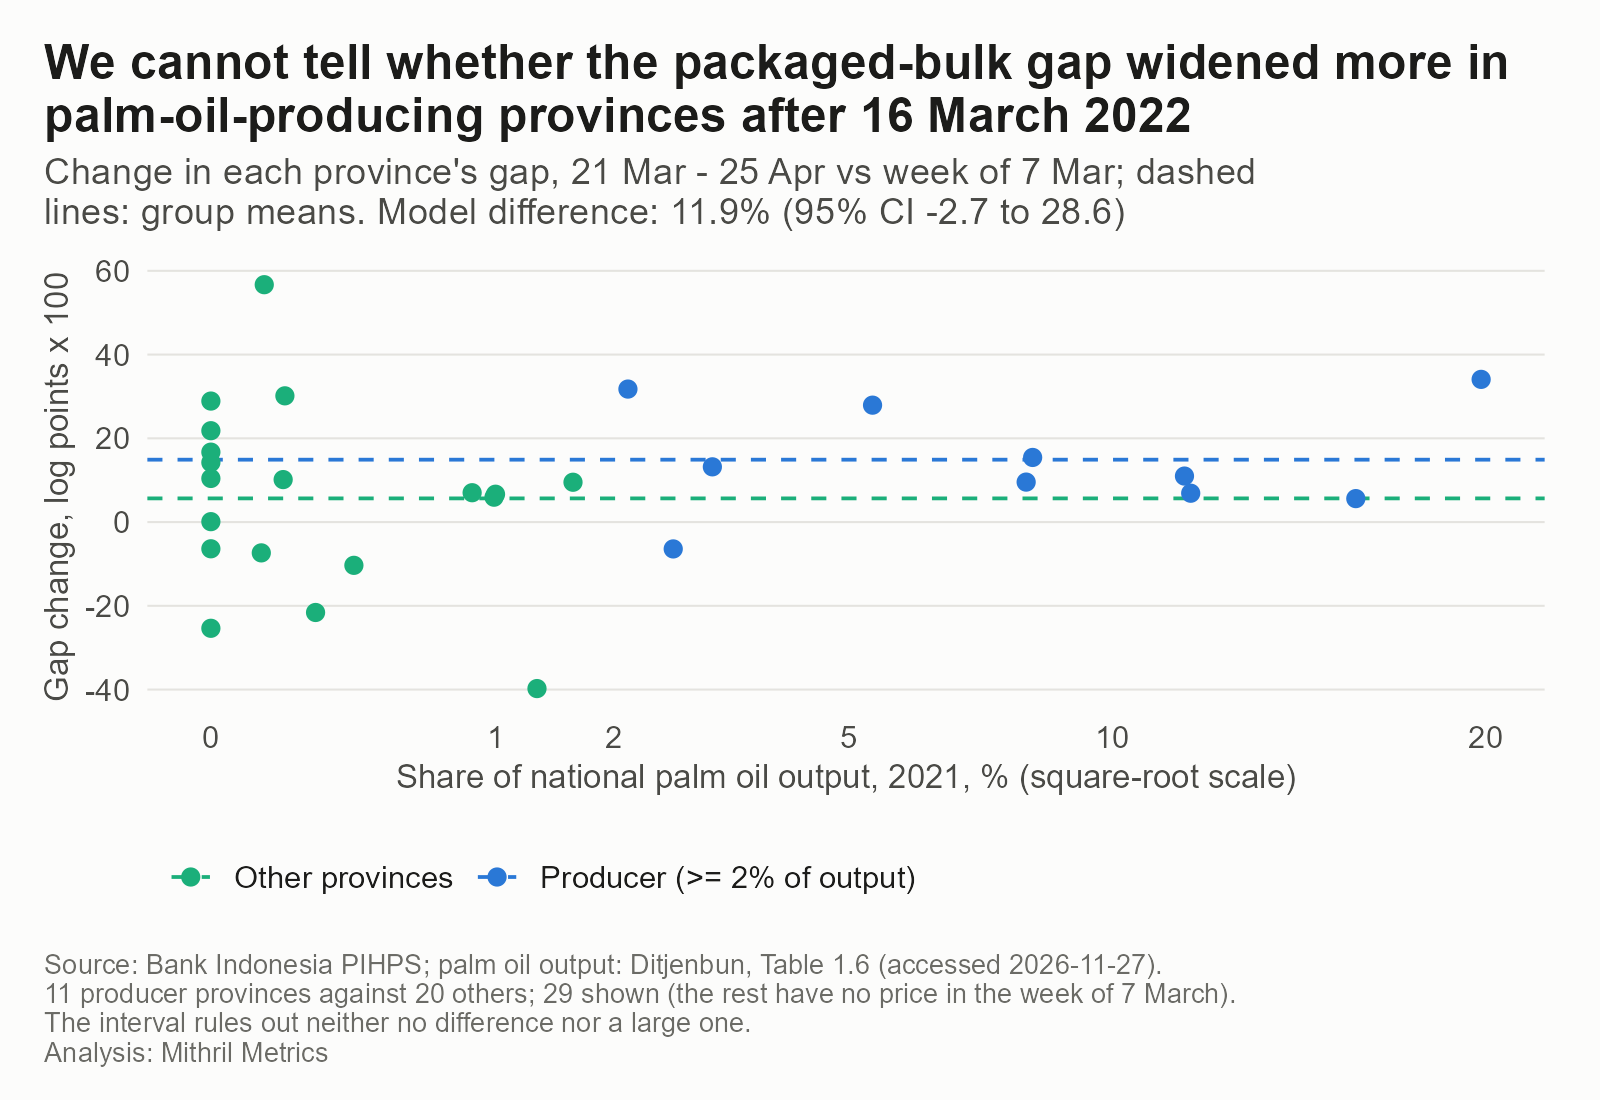 We cannot tell whether the packaged-bulk gap widened more in
palm-oil-producing provinces after 16 March 2022
Change in each province's gap, 21 Mar - 25 Apr vs week of 7 Mar; dashed
lines: group means. Model difference: 11.9% (95% CI -2.7 to 28.6)
Gap change, log points x 100
60
40
20
0
-20
-40
0 1 2 5 10 20
Share of national palm oil output, 2021, % (square-root scale)
Other provinces Producer (>= 2% of output)
Source: Bank Indonesia PIHPS; palm oil output: Ditjenbun, Table 1.6 (accessed 2026-11-27).
11 producer provinces against 20 others; 29 shown (the rest have no price in the week of 7 March).
The interval rules out neither no difference nor a large one.
Analysis: Mithril Metrics